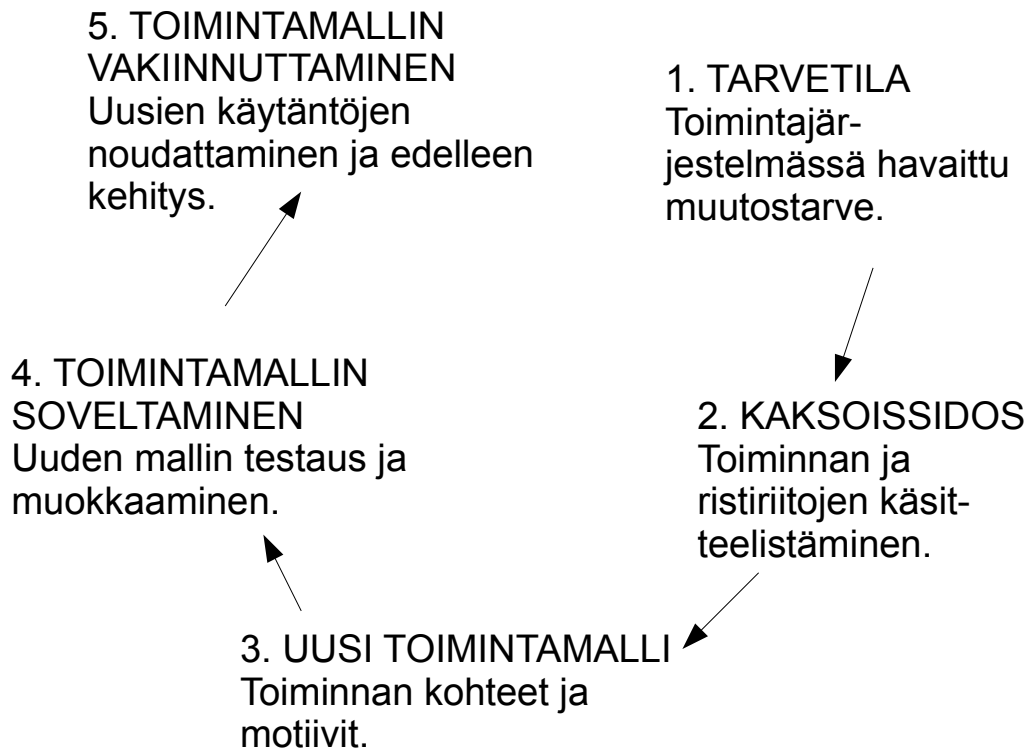 5. TOIMINTAMALLIN
VAKIINNUTTAMINEN
Uusien käytäntöjen
noudattaminen ja edelleen
kehitys.
1. TARVETILA
Toimintajär-
jestelmässä havaittu
muutostarve.
4. TOIMINTAMALLIN
SOVELTAMINEN
Uuden mallin testaus ja
muokkaaminen.
2. KAKSOISSIDOS
Toiminnan ja
ristiriitojen käsit-
teelistäminen.
3. UUSI TOIMINTAMALLI
Toiminnan kohteet ja
motiivit.